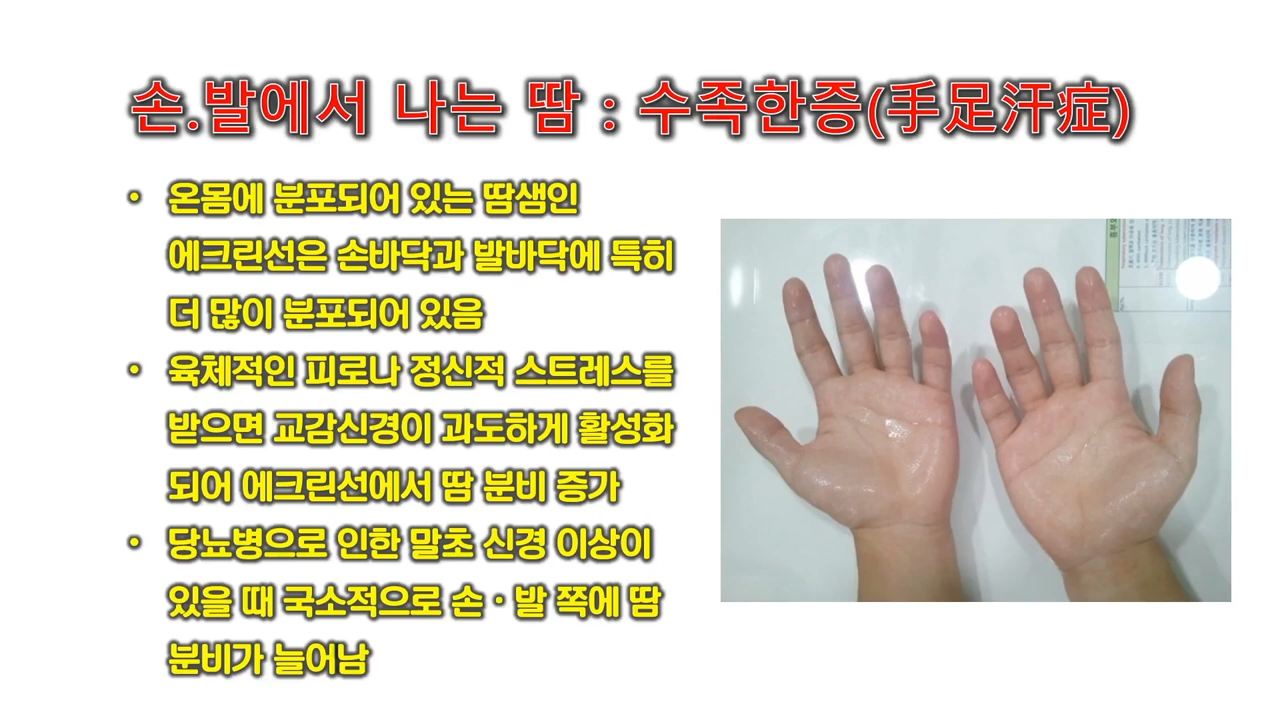 손.발에서 나는 땀 : 수족한증(手足汗症)
• 온몸에 분포되어 있는 땀샘인
에크린선은 손바닥과 발바닥에 특히
더 많이 분포되어 있음
• 육체적인 피로나 정신적 스트레스를
받으면 교감신경이 과도하게 활성화
되어 에크린선에서 땀 분비 증가
• 당뇨병으로 인한 말초 신경 이상이
있을 때 국소적으로 손 · 발 쪽에 땀
분비가 늘어남